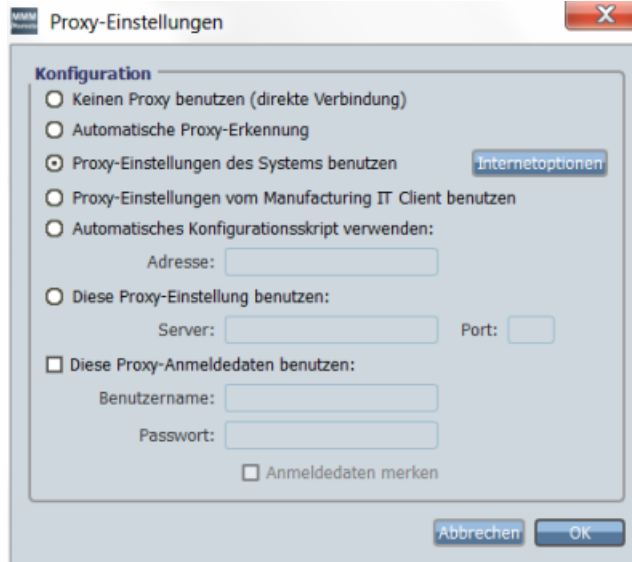 MMM
Proxy-Einstellungen
X
Konfiguration
Keinen Proxy benutzen (direkte Verbindung)
Automatische Proxy-Erkennung
Proxy-Einstellungen des Systems benutzen Internetoptionen
Proxy-Einstellungen vom Manufacturing IT Client benutzen
Automatisches Konfigurationsskript verwenden:
Adresse:
Diese Proxy-Einstellung benutzen:
Server: Port:
Diese Proxy-Anmeldedaten benutzen:
Benutzername:
Passwort:
Anmeldedaten merken
Abbrechen OK